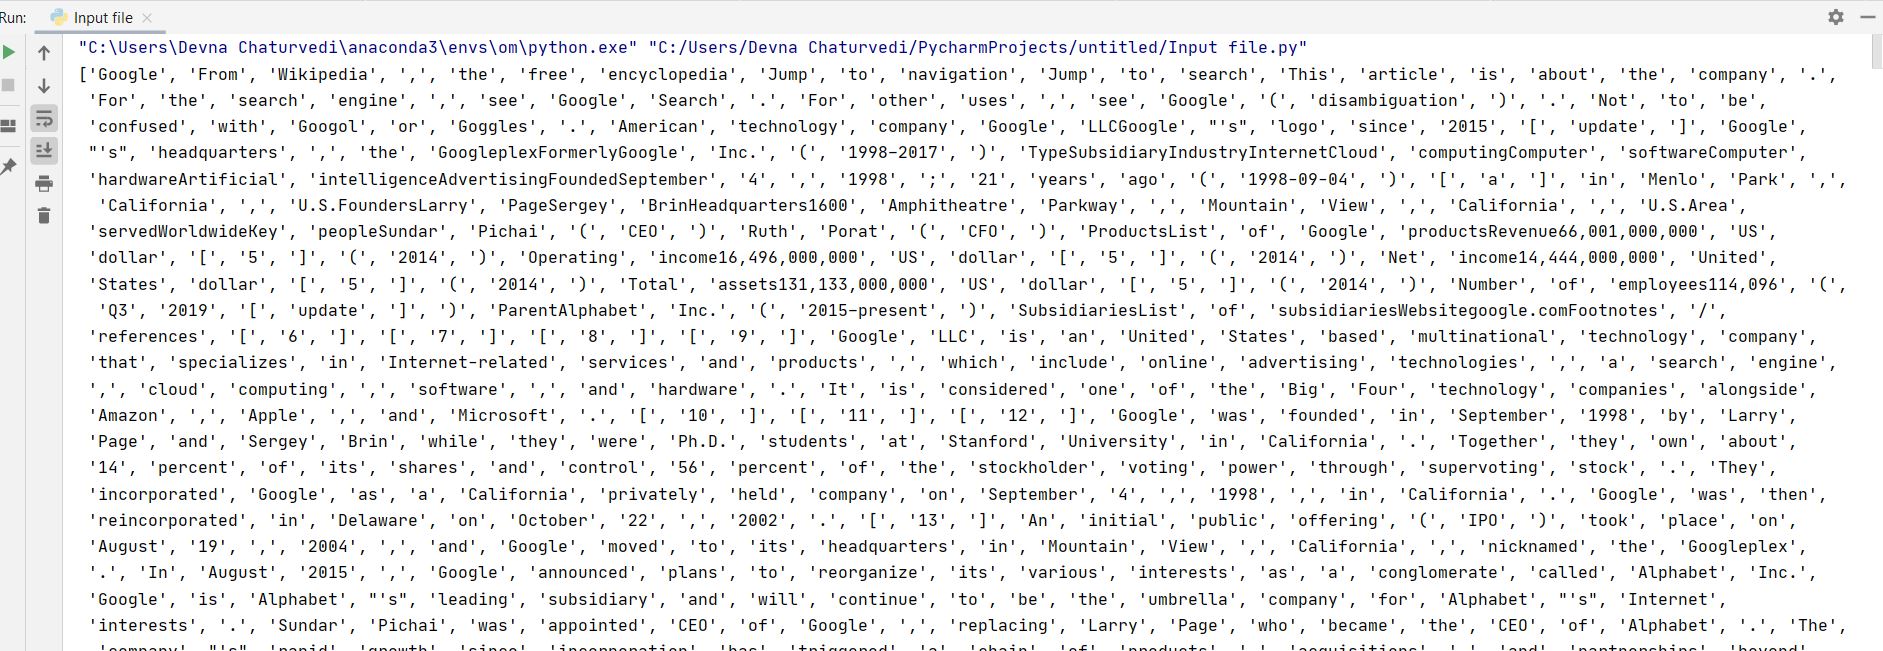 Run: Input file
"C:\Users\Devna Chaturvedi\anaconda3\envs\om\python.exe" "C:/Users/Devna Chaturvedi/PycharmProjects/untitled/Input file.py"
['Google', 'From', 'Wikipedia', ',', 'the', 'free', 'encyclopedia', 'Jump', 'to', 'navigation', 'Jump', 'to', 'search', 'This', 'article', 'is', 'about', 'the', 'company', '.',
'For', 'the', 'search', 'engine', ',', 'see', 'Google', 'Search', '.', 'For', 'other', 'uses', ',', 'see', 'Google', '(', 'disambiguation', ')', '.', 'Not', 'to', 'be',
'confused', 'with', 'Googol', 'or', 'Goggles', '.', 'American', 'technology', 'company', 'Google', 'LLCGoogle', "'s", 'logo', 'since', '2015', '[', 'update', ']', 'Google',
"'s", 'headquarters', ',', 'the', 'GoogleplexFormerlyGoogle', 'Inc.', '(', '1998-2017', ')', 'TypeSubsidiaryIndustryInternetCloud', 'computingComputer', 'softwareComputer',
'hardwareArtificial', 'intelligenceAdvertisingFoundedSeptember', '4', ',', '1998', ';', '21', 'years', 'ago', '(', '1998-09-04', ')', '[', 'a', ']', 'in', 'Menlo', 'Park', ',',
'California', ',', 'U.S.FoundersLarry', 'PageSergey', 'BrinHeadquarters1600', 'Amphitheatre', 'Parkway', ',', 'Mountain', 'View', ',', 'California', ',', 'U.S.Area',
'servedWorldwideKey', 'peopleSundar', 'Pichai', '(', 'CEO', ')', 'Ruth', 'Porat', '(', 'CFO', ')', 'ProductsList', 'of', 'Google', 'productsRevenue66,001,000,000', 'US',
'dollar', '[', '5', ']', '(', '2014', ')', 'Operating', 'income16,496,000,000', 'US', 'dollar', '[', '5', ']', '(', '2014', ')', 'Net', 'income14,444,000,000', 'United',
'States', 'dollar', '[', '5', ']', '(', '2014', ')', 'Total', 'assets131,133,000,000', 'US', 'dollar', '[', '5', ']', '(', '2014', ')', 'Number', 'of', 'employees114,096', '(',
'Q3', '2019', '[', 'update', ']', ')', 'ParentAlphabet', 'Inc.', '(', '2015-present', ')', 'SubsidiariesList', 'of', 'subsidiariesWebsitegoogle.comFootnotes', '/',
'references', '[', '6', ']', '[', '7', ']', '[', '8', ']', '[', '9', ']', 'Google', 'LLC', 'is', 'an', 'United', 'States', 'based', 'multinational', 'technology', 'company',
'that', 'specializes', 'in', 'Internet-related', 'services', 'and', 'products', ',', 'which', 'include', 'online', 'advertising', 'technologies', ',', 'a', 'search', 'engine',
',', 'cloud', 'computing', ',', 'software', ',', 'and', 'hardware', '.', 'It', 'is', 'considered', 'one', 'of', 'the', 'Big', 'Four', 'technology', 'companies', 'alongside',
'Amazon', ',', 'Apple', ',', 'and', 'Microsoft', '.', '[', '10', ']', '[', '11', ']', '[', '12', ']', 'Google', 'was', 'founded', 'in', 'September', '1998', 'by', 'Larry',
'Page', 'and', 'Sergey', 'Brin', 'while', 'they', 'were', 'Ph.D.', 'students', 'at', 'Stanford', 'University', 'in', 'California', '.', 'Together', 'they', 'own', 'about',
'14', 'percent', 'of', 'its', 'shares', 'and', 'control', '56', 'percent', 'of', 'the', 'stockholder', 'voting', 'power', 'through', 'supervoting', 'stock', '.', 'They',
'incorporated', 'Google', 'as', 'a', 'California', 'privately', 'held', 'company', 'on', 'September', '4', ',', '1998', ',', 'in', 'California', '.', 'Google', 'was', 'then',
'reincorporated', 'in', 'Delaware', 'on', 'October', '22', ',', '2002', '.', '[', '13', ']', 'An', 'initial', 'public', 'offering', '(', 'IPO', ')', 'took', 'place', 'on',
'August', '19', ',', '2004', ',', 'and', 'Google', 'moved', 'to', 'its', 'headquarters', 'in', 'Mountain', 'View', ',', 'California', ',', 'nicknamed', 'the', 'Googleplex',
'.', 'In', 'August', '2015', ',', 'Google', 'announced', 'plans', 'to', 'reorganize', 'its', 'various', 'interests', 'as', 'a', 'conglomerate', 'called', 'Alphabet', 'Inc.',
'Google', 'is', 'Alphabet', "'s", 'leading', 'subsidiary', 'and', 'will', 'continue', 'to', 'be', 'the', 'umbrella', 'company', 'for', 'Alphabet', "'s", 'Internet',
'interests', '.', 'Sundar', 'Pichai', 'was', 'appointed', 'CEO', 'of', 'Google', ',', 'replacing', 'Larry', 'Page', 'who', 'became', 'the', 'CEO', 'of', 'Alphabet', '.', 'The',
'company', "'s", 'rapid', 'growth', 'since', 'incorporation', 'has', 'triggered', 'a', 'chain', 'of', 'products', ',', 'acquisitions', ',', 'and', 'partnerships', 'beyond',